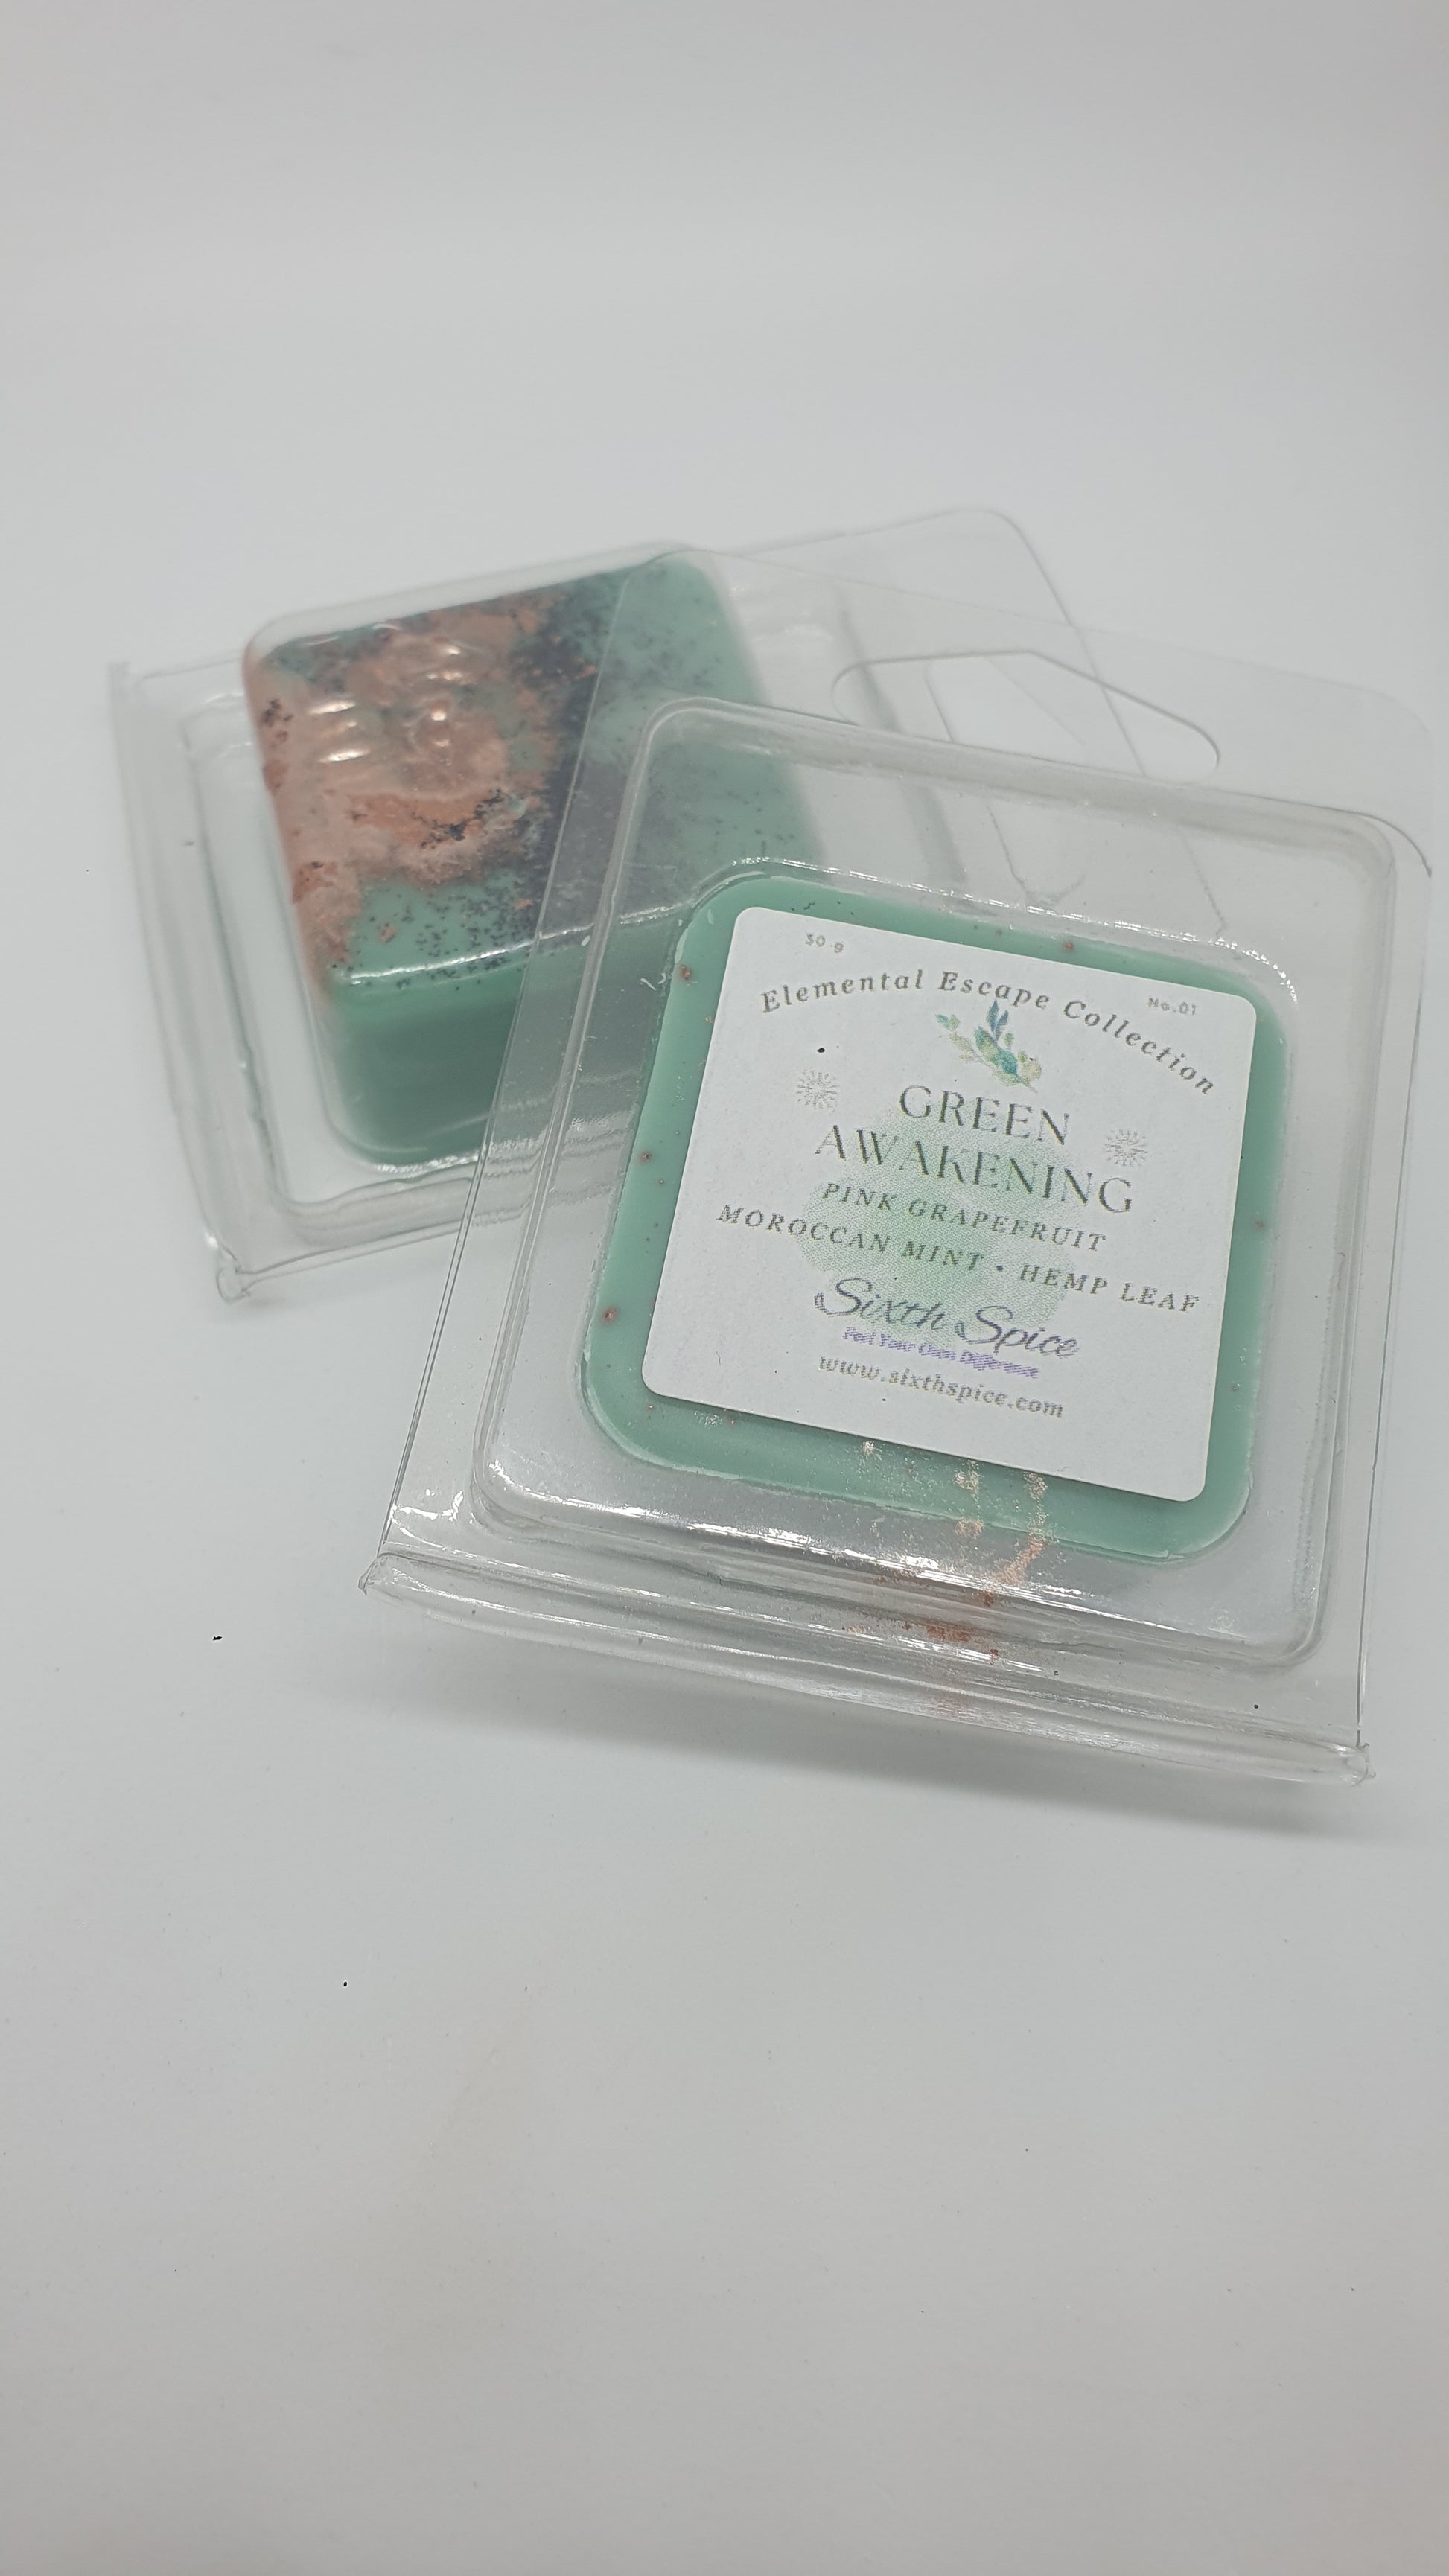 30 g
No.01
Elemental Escape Collection
GREEN
AWAKENING
PINK GRAPEFRUIT
MOROCCAN MINT • HEMP LEAF
Sixth Spice
Feel Your Own Difference
www.sixthspice.com